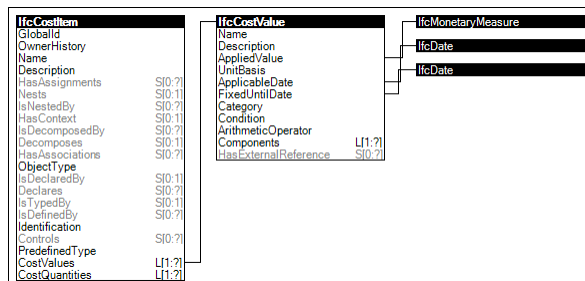 IfcCostItem
GlobalId
OwnerHistory
Name
Description
HasAssignments S[0:?]
Nests S[0:1]
IsNestedBy S[0:?]
HasContext S[0:1]
IsDecomposedBy S[0:?]
Decomposes S[0:1]
HasAssociations S[0:?]
ObjectType
IsDeclaredBy S[0:1]
Declares S[0:?]
IsTypedBy S[0:1]
IsDefinedBy S[0:?]
Identification
Controls S[0:?]
PredefinedType
CostValues L[1:?]
CostQuantities L[1:?]
IfcCostValue
Name
Description
AppliedValue
UnitBasis
ApplicableDate
FixedUntilDate
Category
Condition
ArithmeticOperator
Components L[1:?]
HasExternalReference S[0:?]
IfcMonetaryMeasure
IfcDate
IfcDate